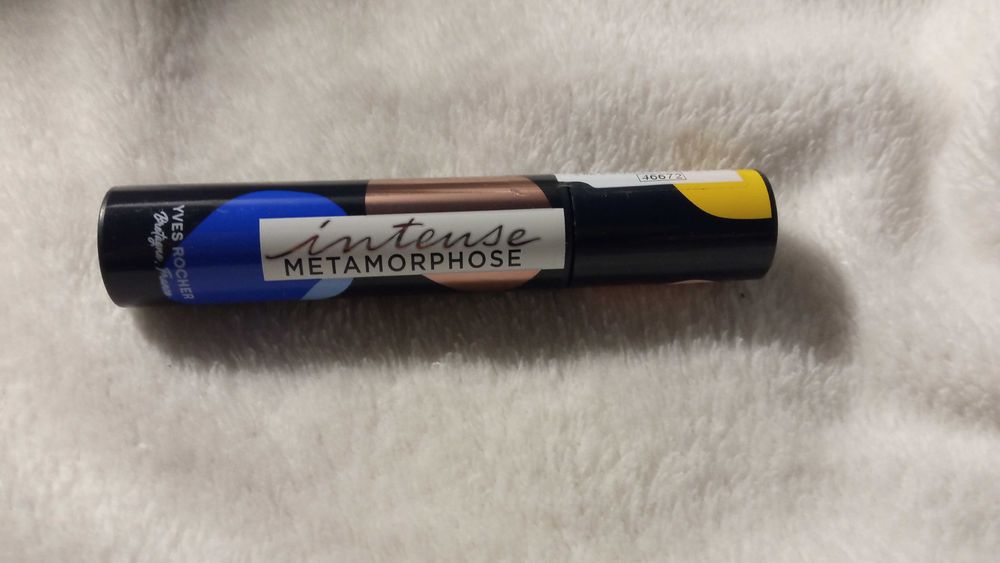 intense
METAMORPHOSE
YVES ROCHER
Bretagne, France
46672